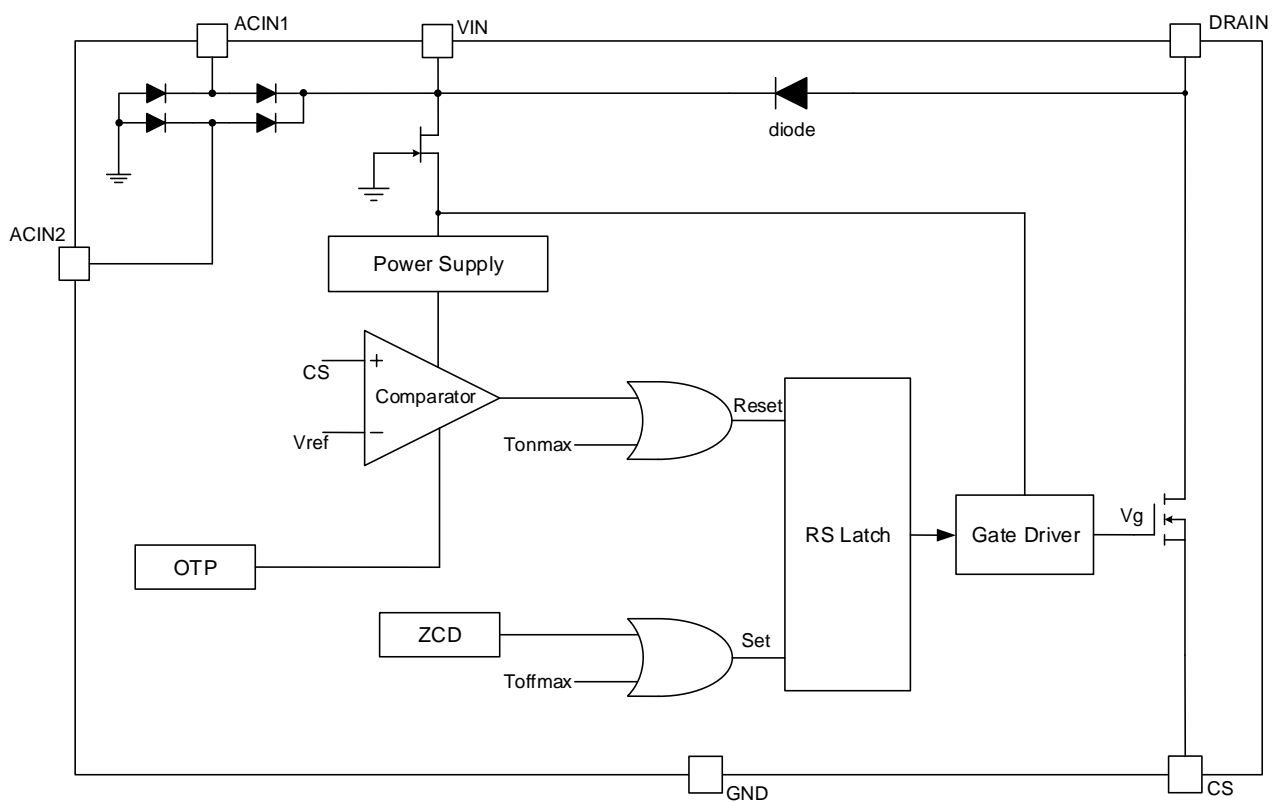 ACIN1
VIN
DRAIN
diode
ACIN2
Power Supply
CS
+
Comparator
Vref
−
Tonmax
Reset
RS Latch
Vg
Gate Driver
OTP
ZCD
Set
Toffmax
GND
CS